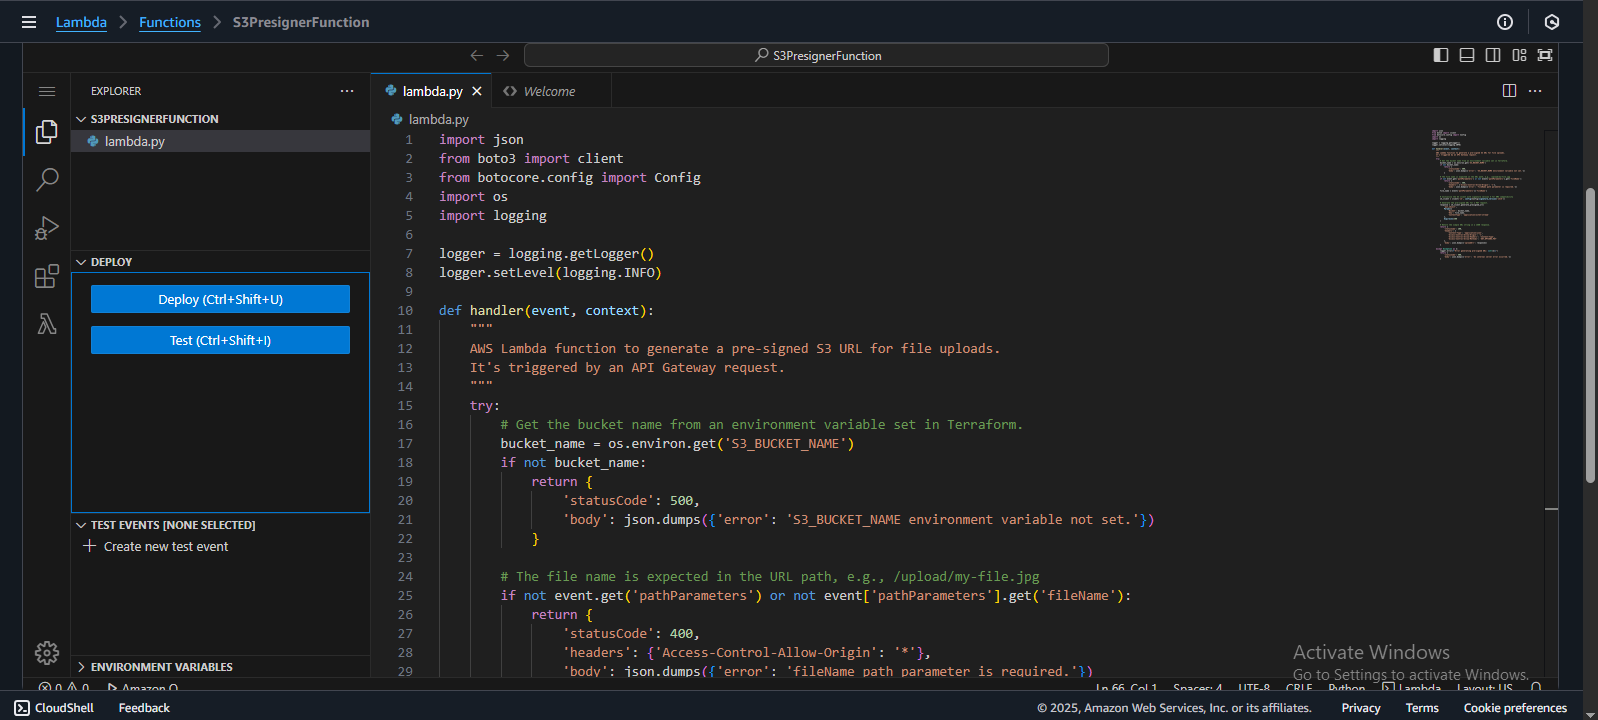 Lambda > Functions > S3PresignerFunction
S3PresignerFunction
EXPLORER
S3PRESIGNERFUNCTION
lambda.py
DEPLOY
Deploy (Ctrl+Shift+U)
Test (Ctrl+Shift+I)
TEST EVENTS [NONE SELECTED]
Create new test event
ENVIRONMENT VARIABLES
lambda.py
Welcome
lambda.py
1 import json
2 from boto3 import client
3 from botocore.config import Config
4 import os
5 import logging
6
7 logger = logging.getLogger()
8 logger.setLevel(logging.INFO)
9
10 def handler(event, context):
11     """
12     AWS Lambda function to generate a pre-signed S3 URL for file uploads.
13     It's triggered by an API Gateway request.
14     """
15     try:
16         # Get the bucket name from an environment variable set in Terraform.
17         bucket_name = os.environ.get('S3_BUCKET_NAME')
18         if not bucket_name:
19             return {
20                 'statusCode': 500,
21                 'body': json.dumps({'error': 'S3_BUCKET_NAME environment variable not set.'})
22             }
23
24         # The file name is expected in the URL path, e.g., /upload/my-file.jpg
25         if not event.get('pathParameters') or not event['pathParameters'].get('fileName'):
26             return {
27                 'statusCode': 400,
28                 'headers': {'Access-Control-Allow-Origin': '*'},
29                 'body': json.dumps({'error': 'fileName path parameter is required.'})
Activate Windows
Go to Settings to activate Windows.
0 0 Amazon Q
Ln 66, Col 1 Spaces: 4 UTF-8 CRLF Python Lambda Layout: US
CloudShell Feedback
© 2025, Amazon Web Services, Inc. or its affiliates. Privacy Terms Cookie preferences